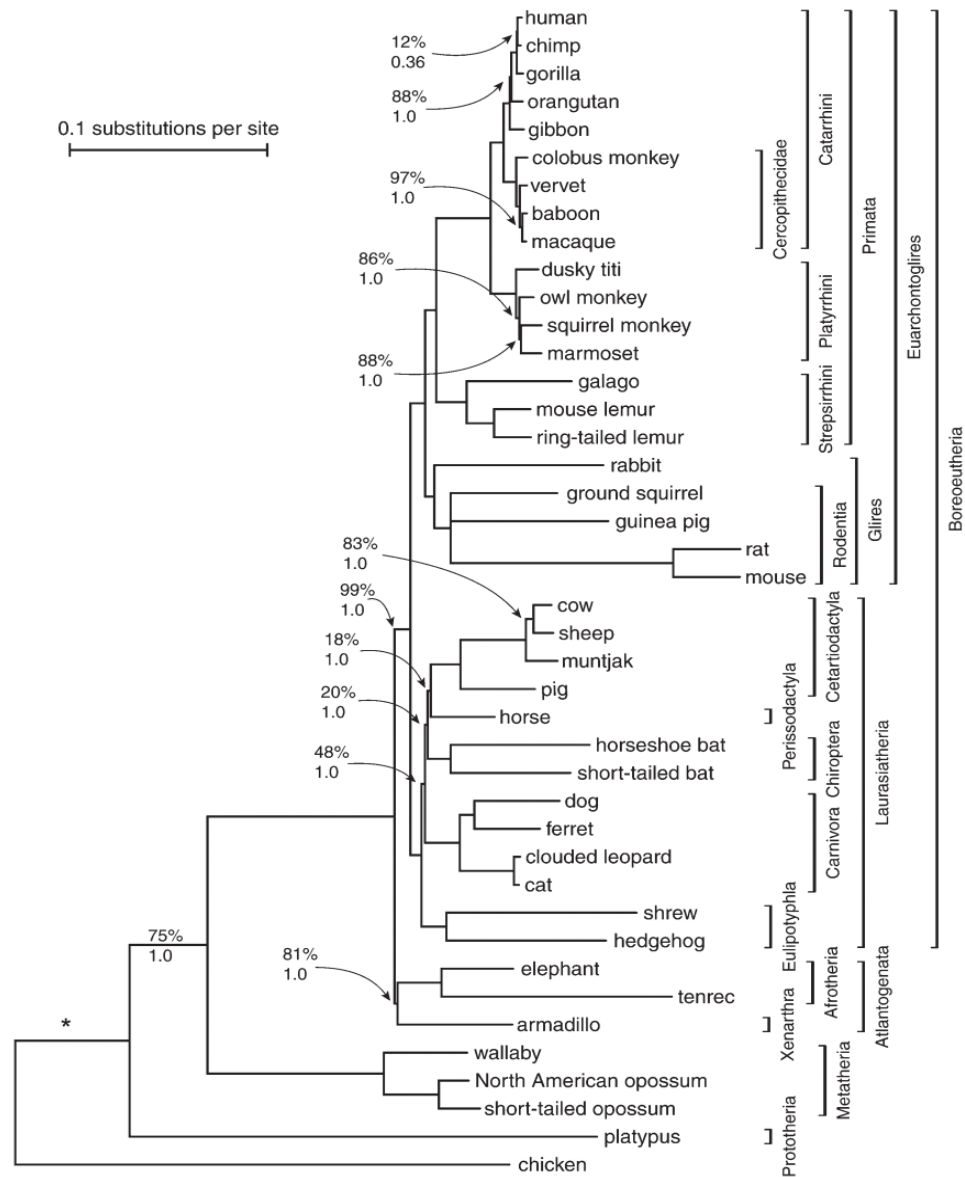 human
12%
0.36
chimp
gorilla
88%
1.0
orangutan
0.1 substitutions per site
gibbon
colobus monkey
97%
1.0
vervet
baboon
macaque
86%
1.0
dusky titi
owl monkey
squirrel monkey
88%
1.0
marmoset
galago
mouse lemur
ring-tailed lemur
rabbit
ground squirrel
guinea pig
83%
1.0
rat
mouse
99%
1.0
cow
sheep
18%
1.0
muntjak
pig
20%
1.0
horse
48%
1.0
horseshoe bat
short-tailed bat
dog
ferret
clouded leopard
cat
shrew
75%
1.0
hedgehog
81%
1.0
elephant
tenrec
*
armadillo
wallaby
North American opossum
short-tailed opossum
platypus
chicken
Cercopithecidae
Catarrhini
Platyrrhini
Strepsirrhini
Primata
Rodentia
Glires
Euarchontoglires
Perissodactyla
Cetartiodactyla
Chiroptera
Carnivora
Eulipotyphla
Laurasiatheria
Boreoeutheria
Xenarthra
Afrotheria
Atlantogenata
Metatheria
Prototheria